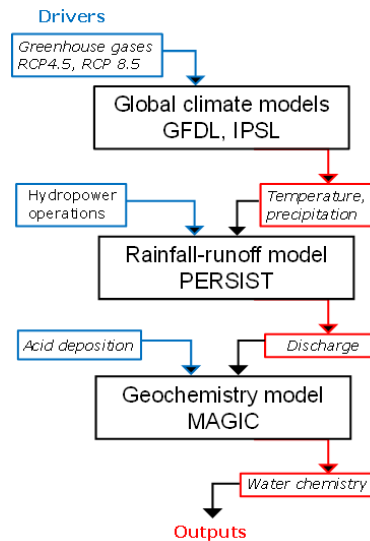 Drivers
Greenhouse gases
RCP4.5, RCP 8.5
Global climate models
GFDL, IPSL
Hydropower
operations
Temperature,
precipitation
Rainfall-runoff model
PERSIST
Acid deposition
Discharge
Geochemistry model
MAGIC
Water chemistry
Outputs